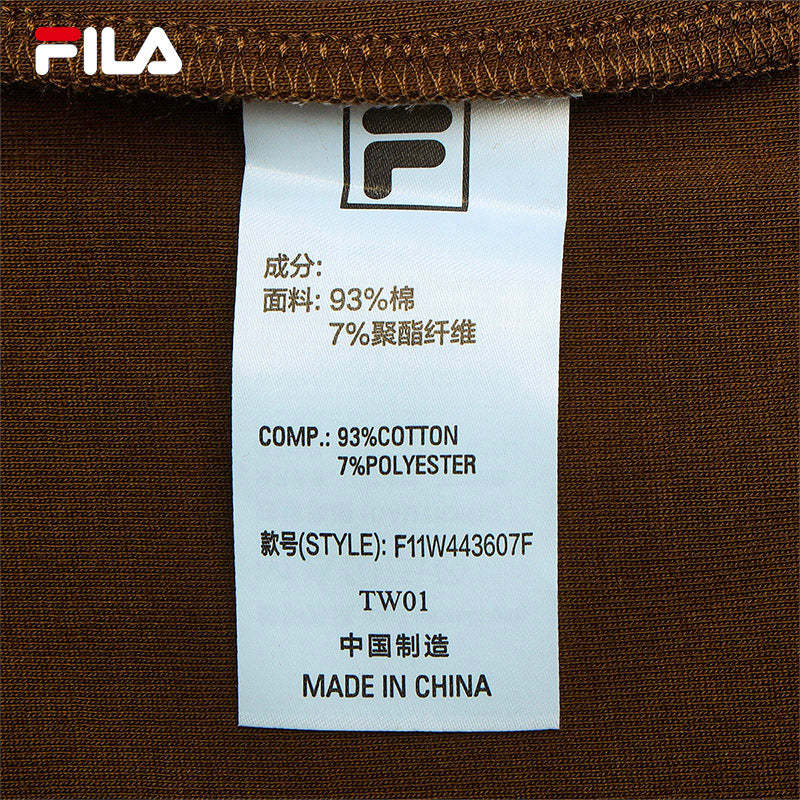 FILA
F
成分:
面料: 93%棉
7%聚酯纤维
COMP.: 93%COTTON
7%POLYESTER
款号(STYLE): F11W443607F
TW01
中国制造
MADE IN CHINA